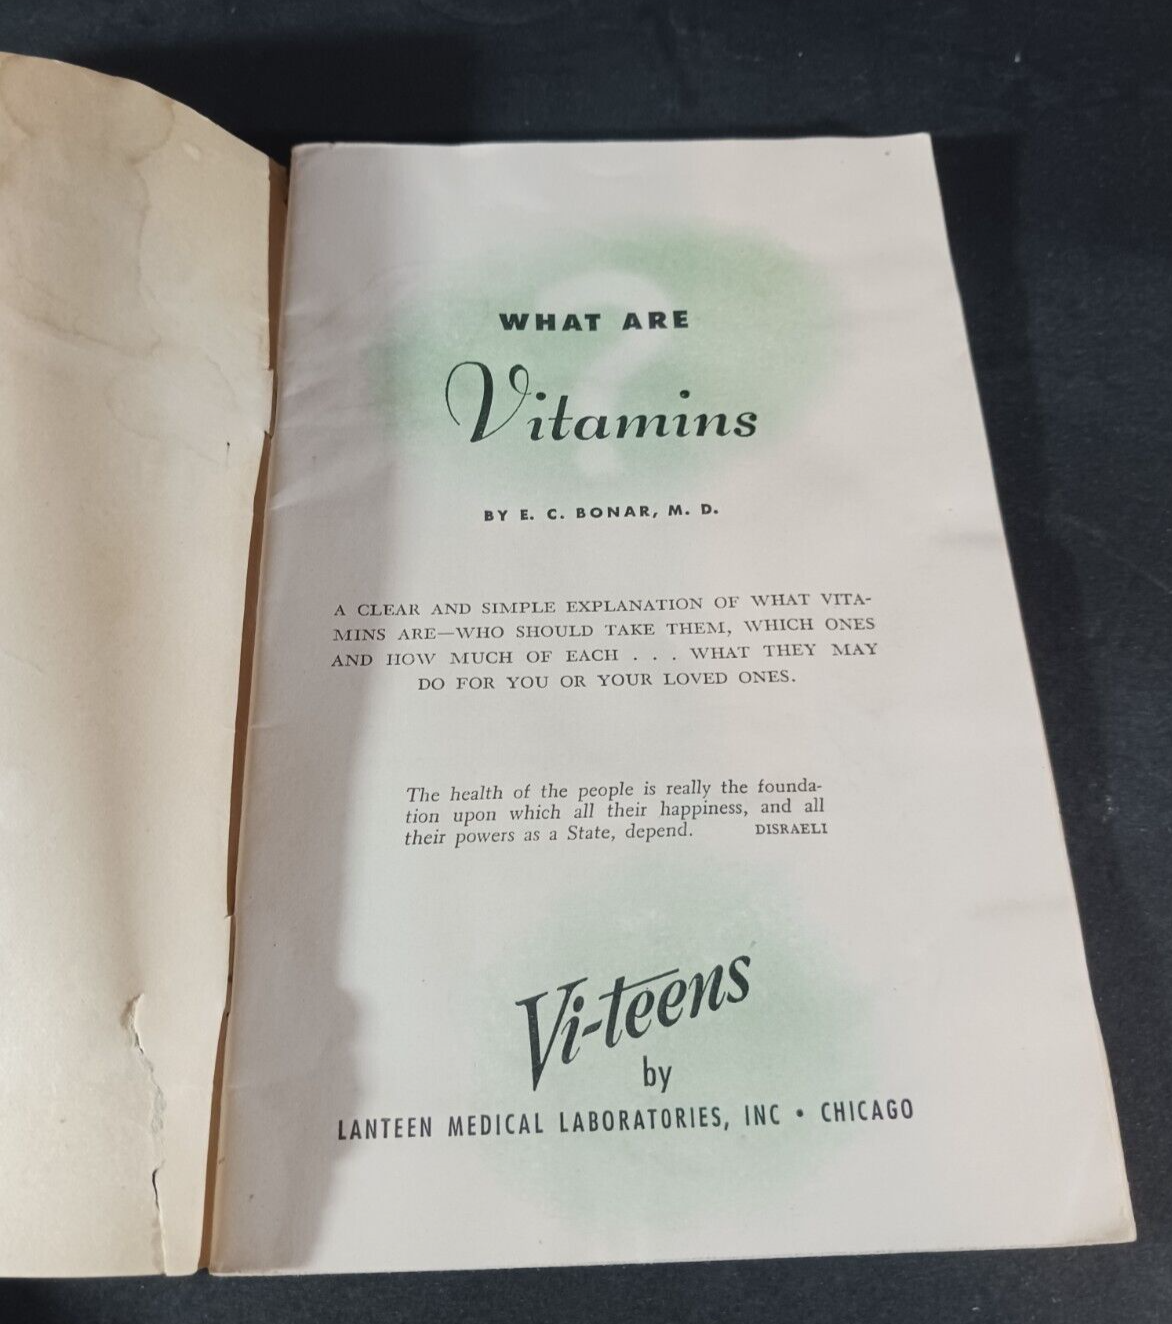 ?
WHAT ARE
Vitamins
BY E. C. BONAR, M. D.
A CLEAR AND SIMPLE EXPLANATION OF WHAT VITA-
MINS ARE—WHO SHOULD TAKE THEM, WHICH ONES
AND HOW MUCH OF EACH . . . WHAT THEY MAY
DO FOR YOU OR YOUR LOVED ONES.
The health of the people is really the founda-
tion upon which all their happiness, and all
their powers as a State, depend. DISRAELI
Vi-teens
by
LANTEEN MEDICAL LABORATORIES, INC • CHICAGO